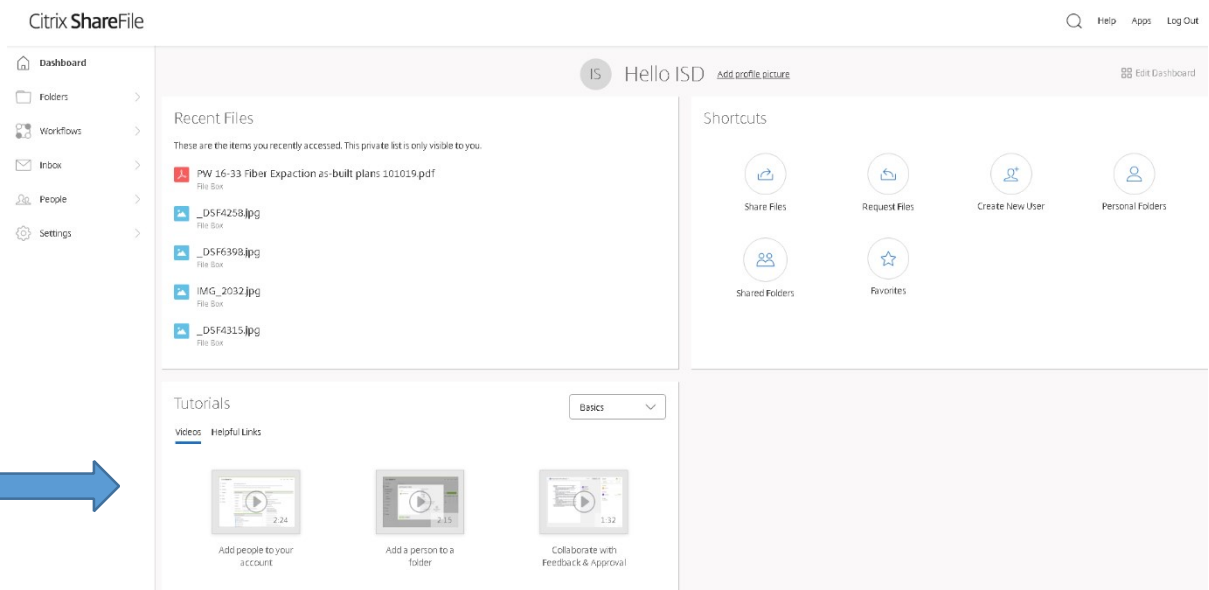 Citrix ShareFile
Help Apps Log Out
Dashboard
Folders
Workflows
Inbox
People
Settings
IS Hello ISD Add profile picture
Edit Dashboard
Recent Files
These are the items you recently accessed. This private list is only visible to you.
PW 16-33 Fiber Expaction as-built plans 101019.pdf
File Box
_DSF4258.jpg
File Box
_DSF6398.jpg
File Box
IMG_2032.jpg
File Box
_DSF4315.jpg
File Box
Shortcuts
Share Files
Request Files
Create New User
Personal Folders
Shared Folders
Favorites
Tutorials
Basics
Videos Helpful Links
2:24
2:15
1:32
Add people to your
account
Add a person to a
folder
Collaborate with
Feedback & Approval